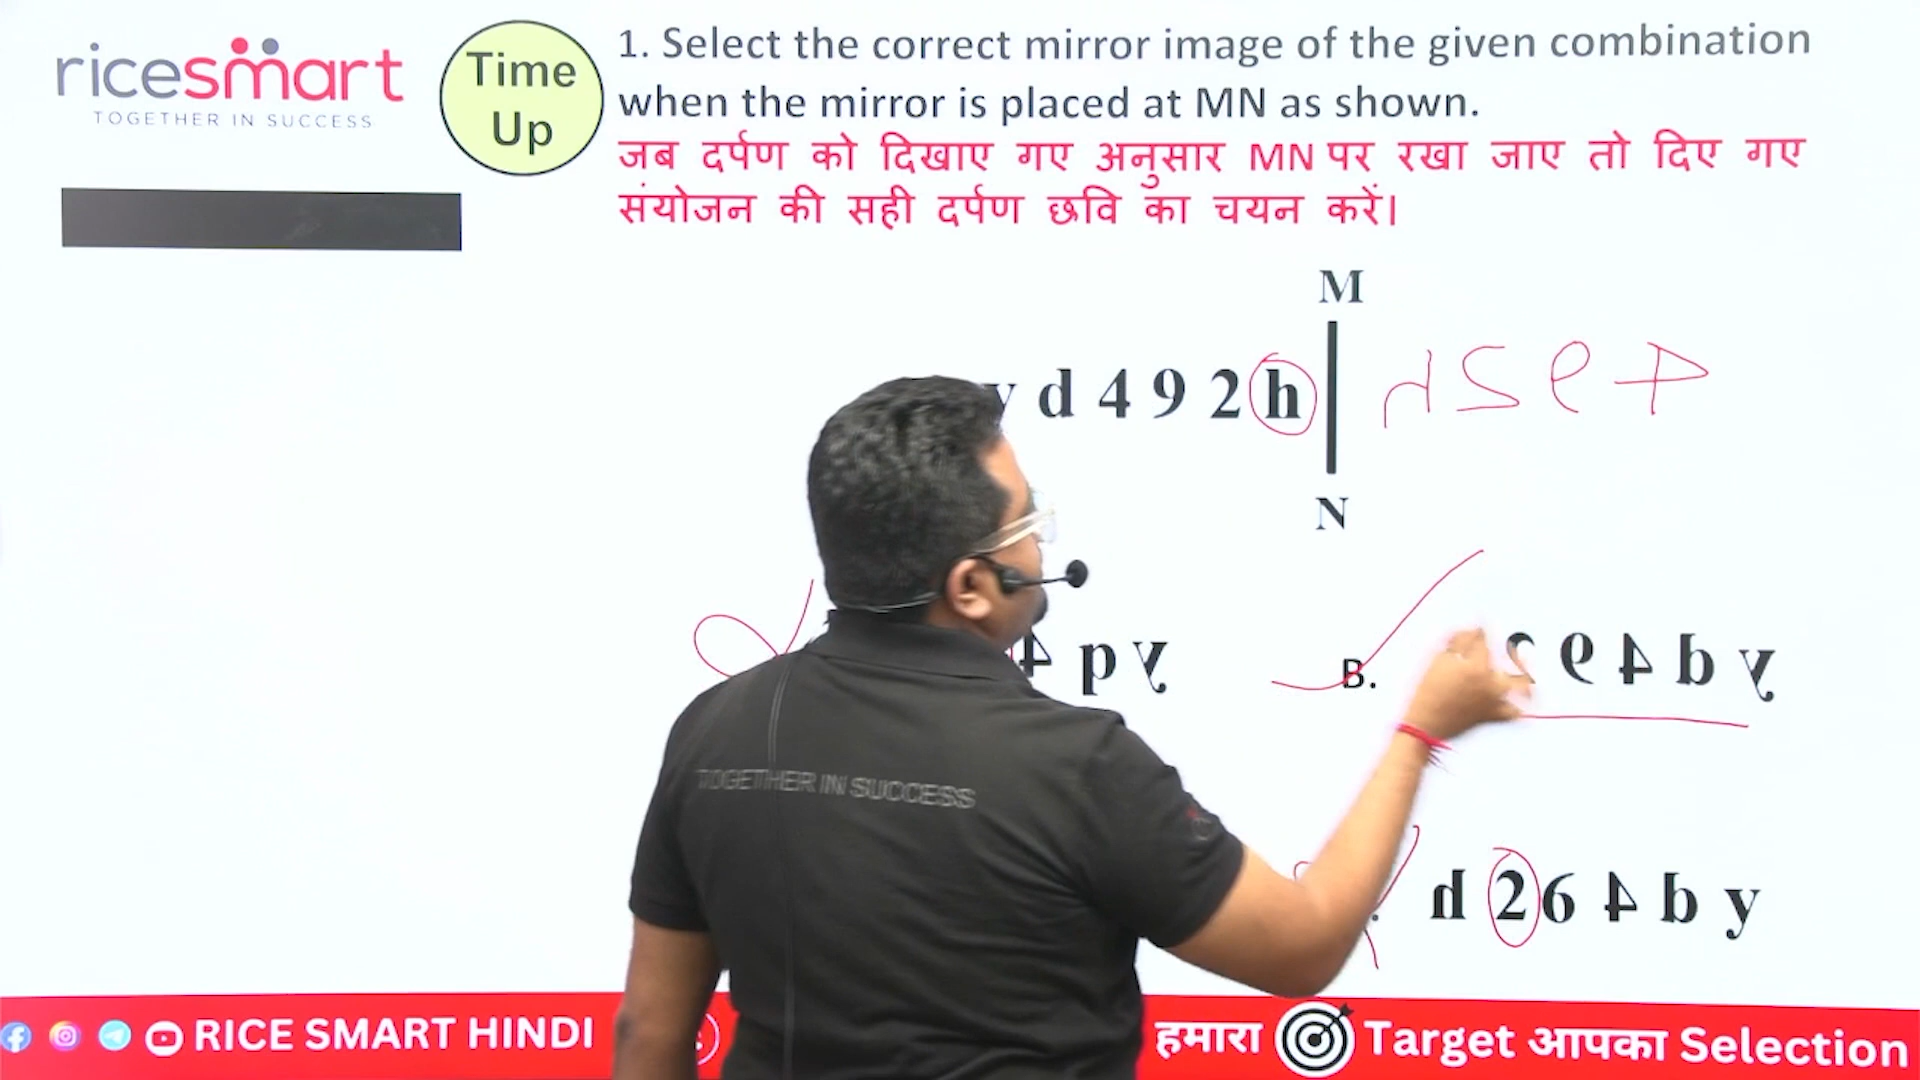 ricesmart
TOGETHER IN SUCCESS
Time
Up
1. Select the correct mirror image of the given combination
when the mirror is placed at MN as shown.
जब दर्पण को दिखाए गए अनुसार MN पर रखा जाए तो दिए गए
संयोजन की सही दर्पण छवि का चयन करें।
M
d 4 9 2 h
N
B.
TOGETHER IN SUCCESS
RICE SMART HINDI
हमारा Target आपका Selection